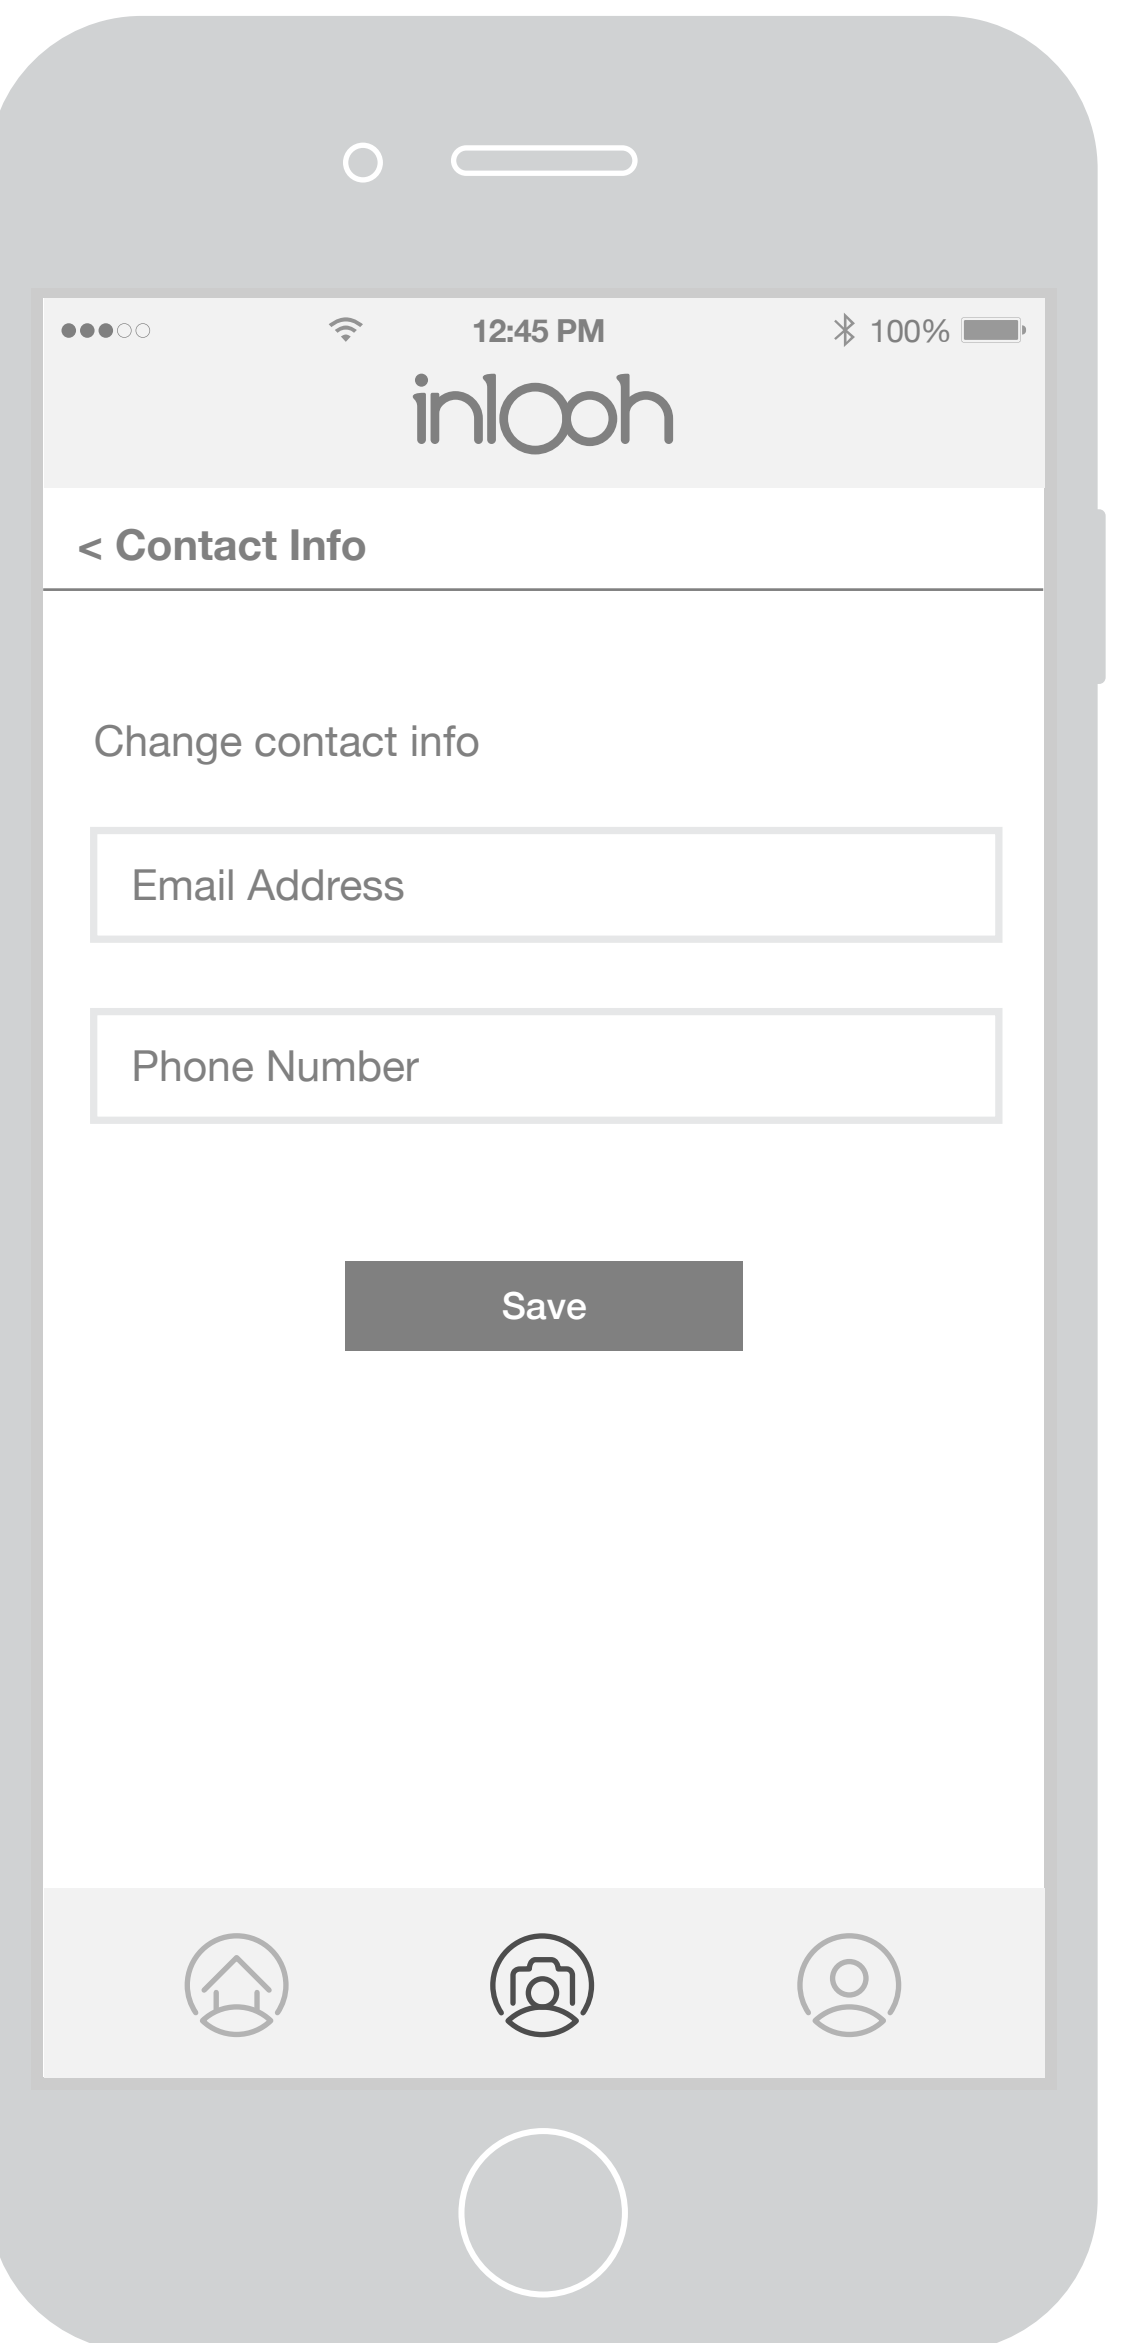 12:45 PM 100%
inlooh
< Contact Info
Change contact info
Email Address
Phone Number
Save